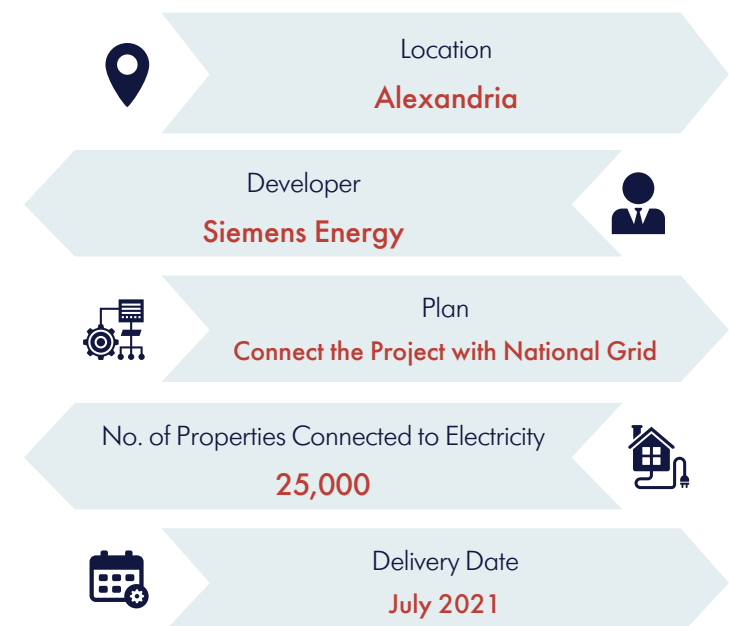 Location
Alexandria
Developer
Siemens Energy
Plan
Connect the Project with National Grid
No. of Properties Connected to Electricity
25,000
Delivery Date
July 2021